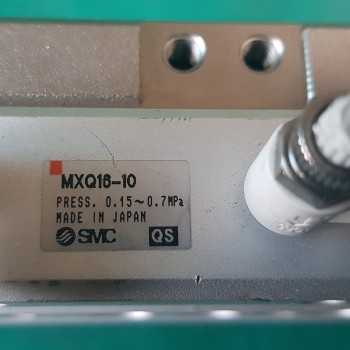 MXQ16-10
PRESS. 0.15~0.7MPa
MADE IN JAPAN
SMC QS